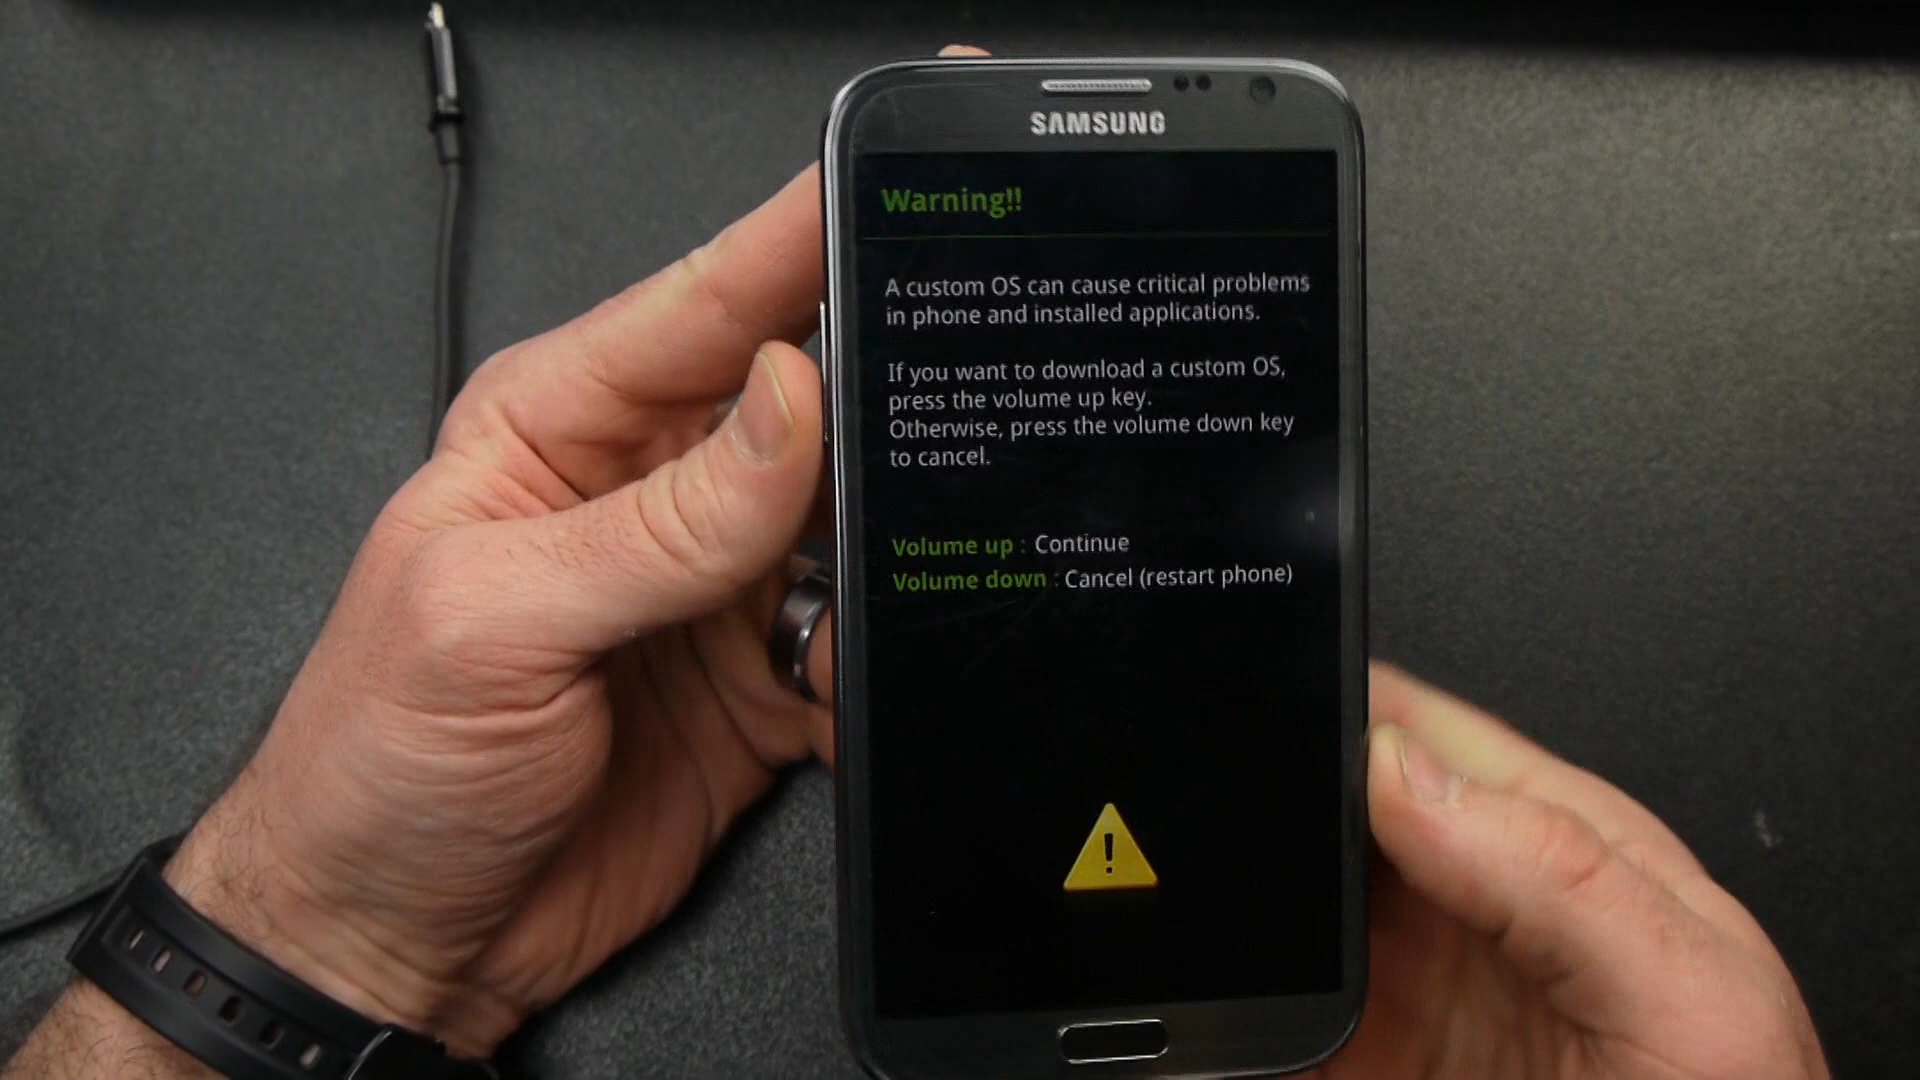 SAMSUNG
Warning!!
A custom OS can cause critical problems
in phone and installed applications.
If you want to download a custom OS,
press the volume up key.
Otherwise, press the volume down key
to cancel.
Volume up : Continue
Volume down : Cancel (restart phone)
!